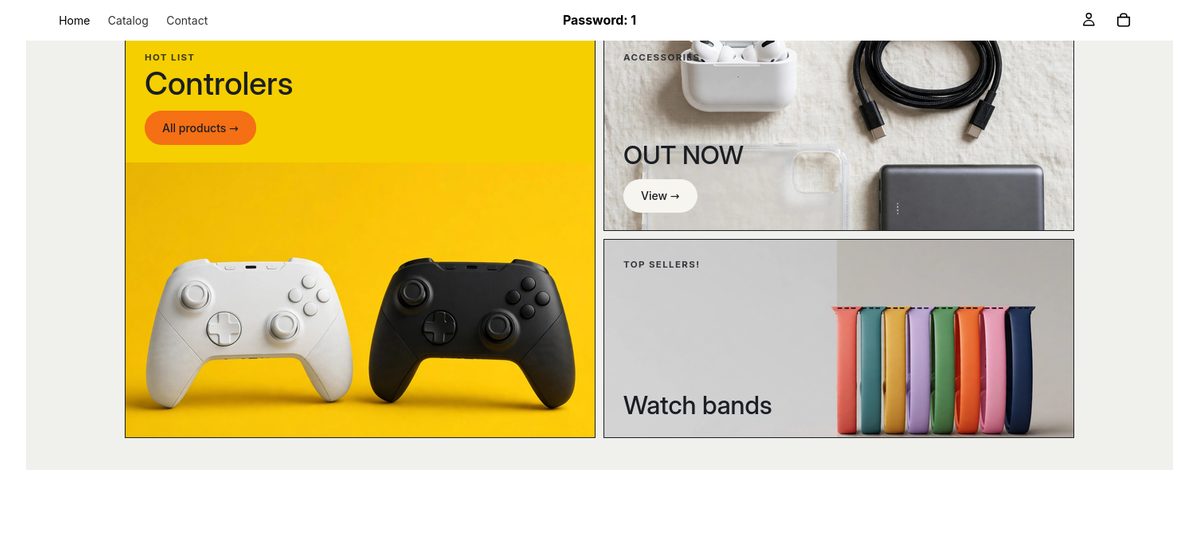 Home
Catalog
Contact
Password: 1
HOT LIST
Controlers
All products →
ACCESSORIES
OUT NOW
View →
TOP SELLERS!
Watch bands